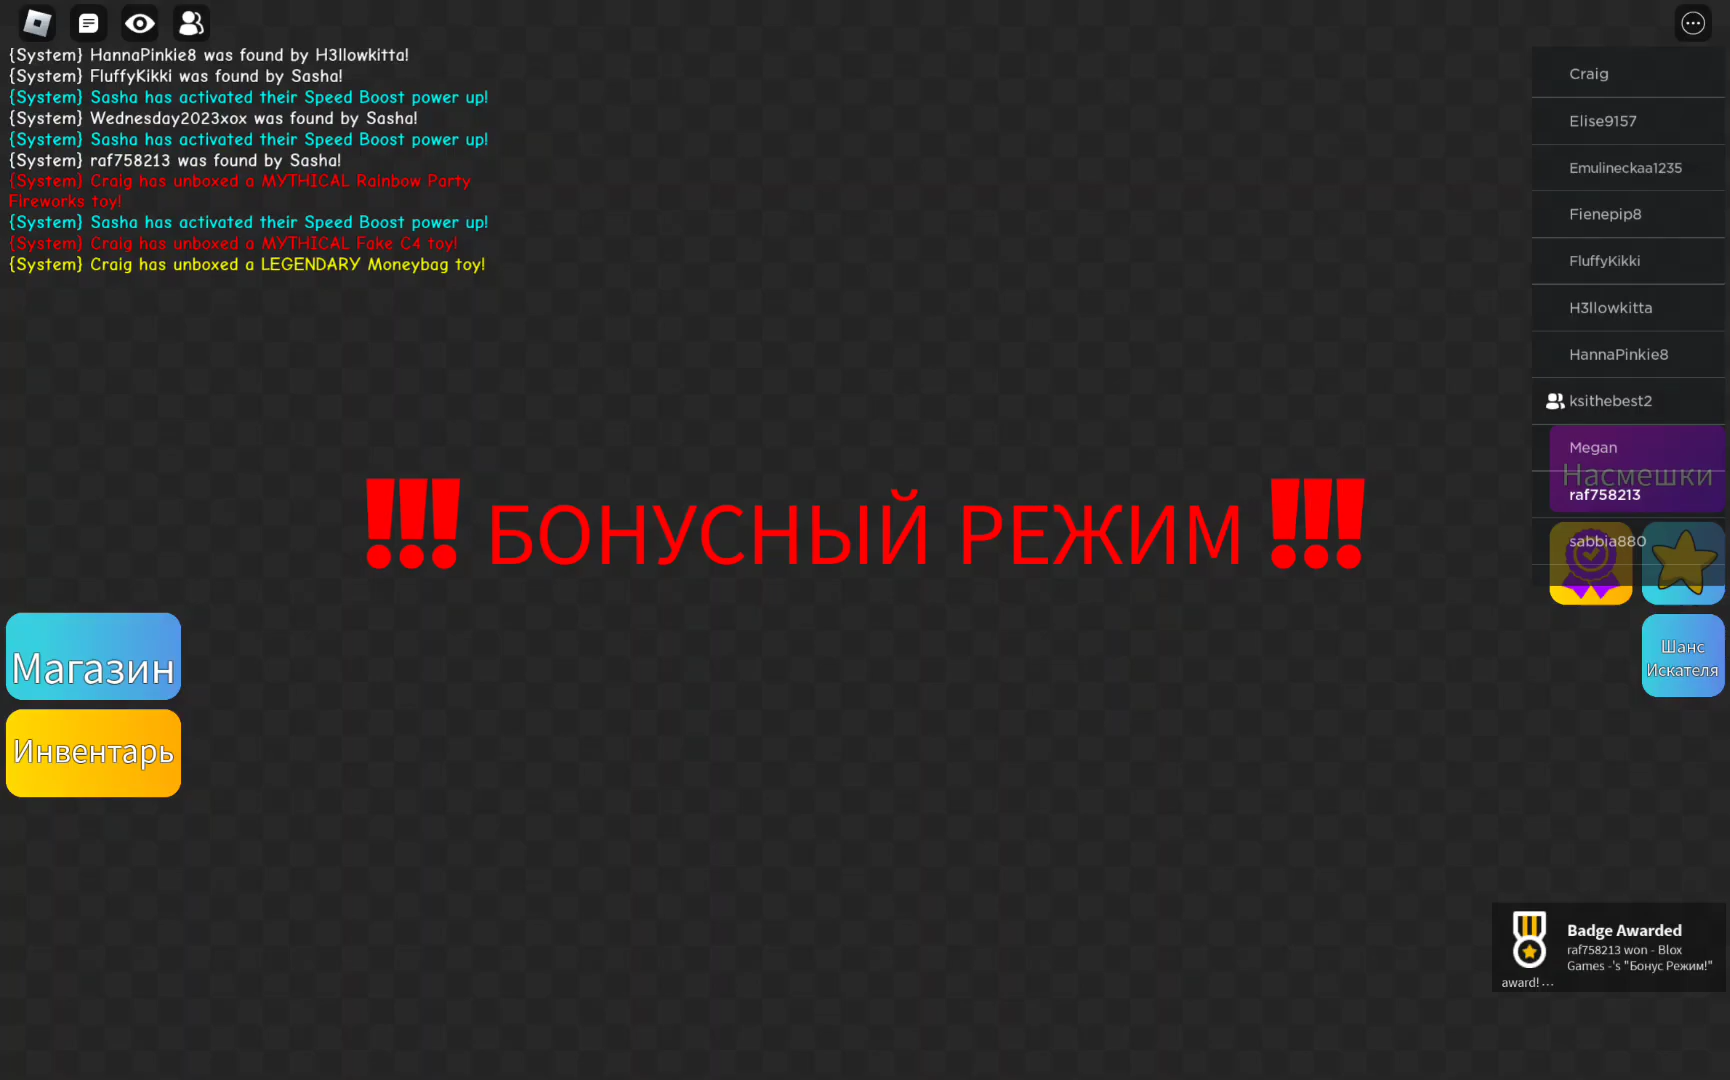 {System} HannaPinkie8 was found by H3llowkitta!
{System} FluffyKikki was found by Sasha!
{System} Sasha has activated their Speed Boost power up!
{System} Wednesday2023xox was found by Sasha!
{System} Sasha has activated their Speed Boost power up!
{System} raf758213 was found by Sasha!
{System} Craig has unboxed a MYTHICAL Rainbow Party
Fireworks toy!
{System} Sasha has activated their Speed Boost power up!
{System} Craig has unboxed a MYTHICAL Fake C4 toy!
{System} Craig has unboxed a LEGENDARY Moneybag toy!
Craig
Elise9157
Emulineckaa1235
Fienepip8
FluffyKikki
H3llowkitta
HannaPinkie8
ksithebest2
Megan
Насмешки
raf758213
sabbia880
!!! БОНУСНЫЙ РЕЖИМ !!!
Магазин
Инвентарь
Шанс
Искателя
Badge Awarded
raf758213 won - Blox
Games -'s "Бонус Режим!"
award!...